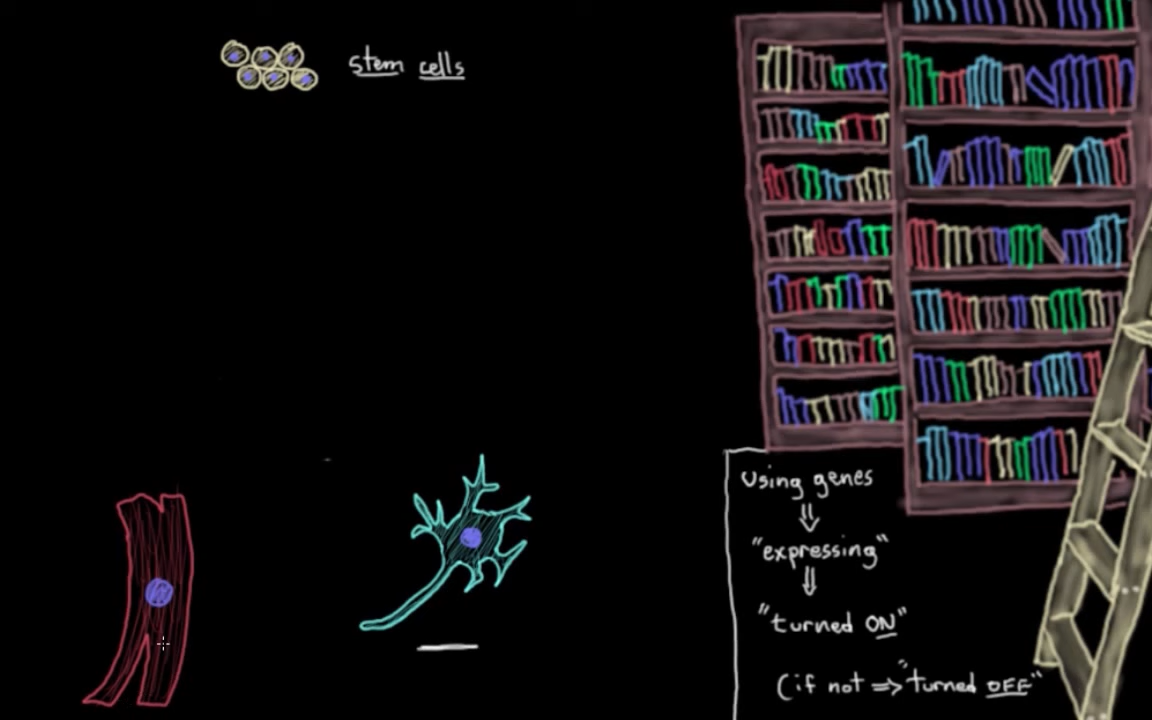 stem cells
Using genes
⇓
"expressing"
⇓
"turned ON"
(if not => "turned OFF"